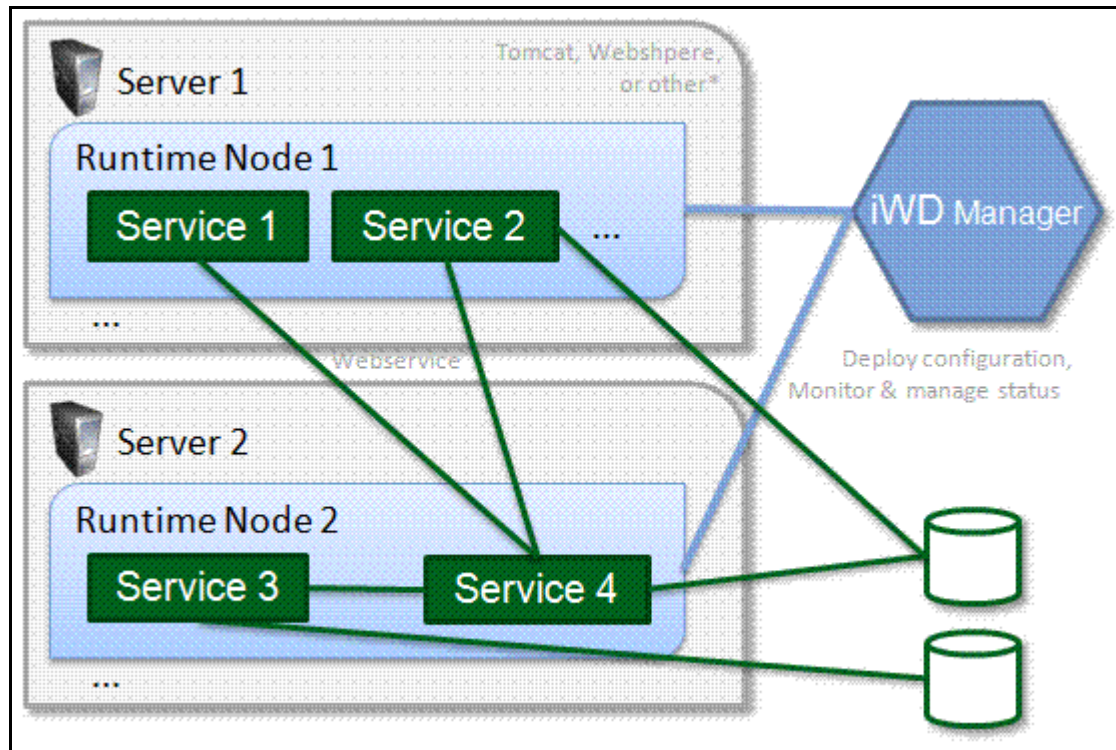 Tomcat, Webshpere,
or other*
Server 1
Runtime Node 1
Service 1
Service 2
...
...
iWD Manager
Webservice
Deploy configuration,
Monitor & manage status
Server 2
Runtime Node 2
Service 3
Service 4
...